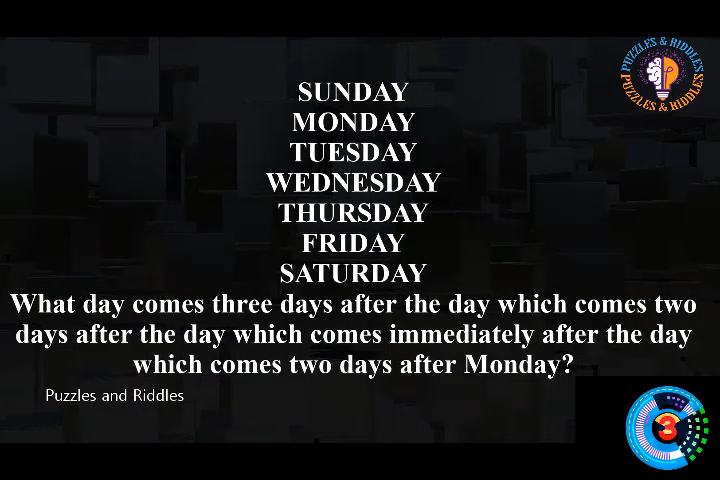 PUZZLES & RIDDLES
PUZZLES & RIDDLES
SUNDAY
MONDAY
TUESDAY
WEDNESDAY
THURSDAY
FRIDAY
SATURDAY
What day comes three days after the day which comes two
days after the day which comes immediately after the day
which comes two days after Monday?
Puzzles and Riddles
3